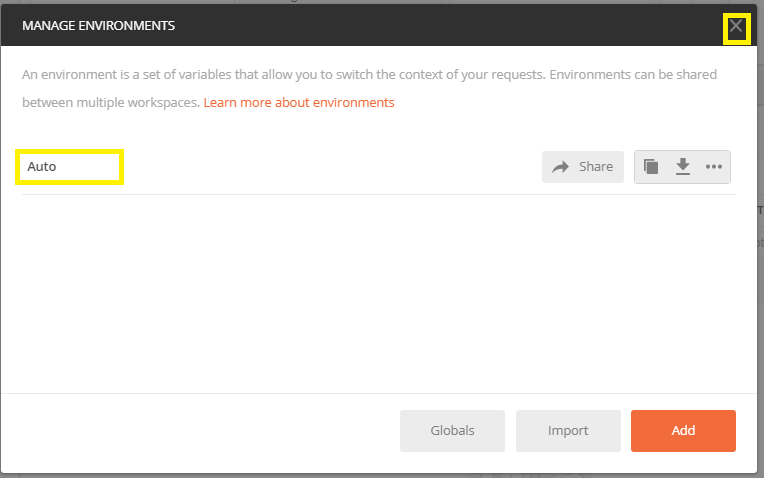 MANAGE ENVIRONMENTS
An environment is a set of variables that allow you to switch the context of your requests. Environments can be shared
between multiple workspaces. Learn more about environments
Auto
Share
Globals
Import
Add